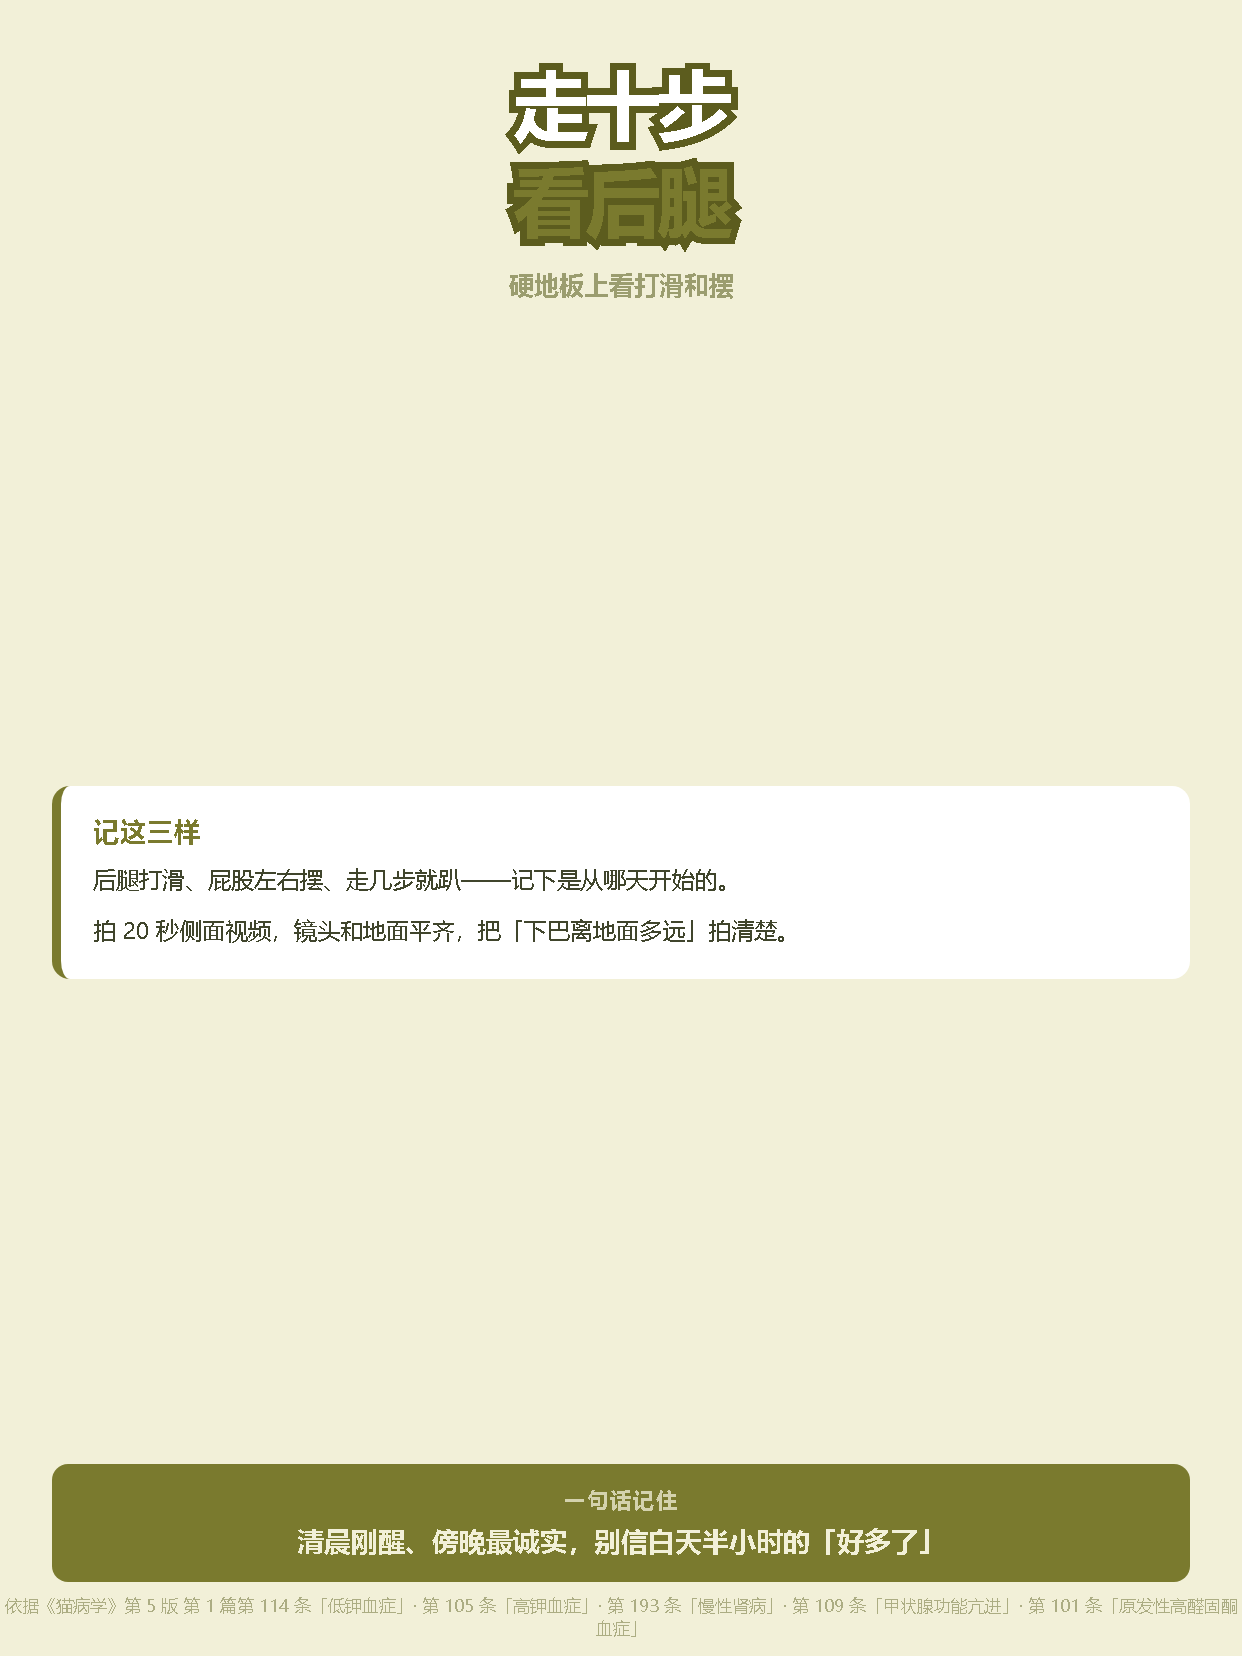 走十步
看后腿
硬地板上看打滑和摆
记这三样
后腿打滑、屁股左右摆、走几步就趴——记下是从哪天开始的。
拍 20 秒侧面视频，镜头和地面平齐，把「下巴离地面多远」拍清楚。
一句话记住
清晨刚醒、傍晚最诚实，别信白天半小时的「好多了」
依据《猫病学》第 5 版 第 1 篇第 114 条「低钾血症」· 第 105 条「高钾血症」· 第 193 条「慢性肾病」· 第 109 条「甲状腺功能亢进」· 第 101 条「原发性高醛固酮
血症」